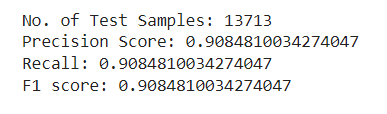 No. of Test Samples: 13713
Precision Score: 0.9084810034274047
Recall: 0.9084810034274047
F1 score: 0.9084810034274047